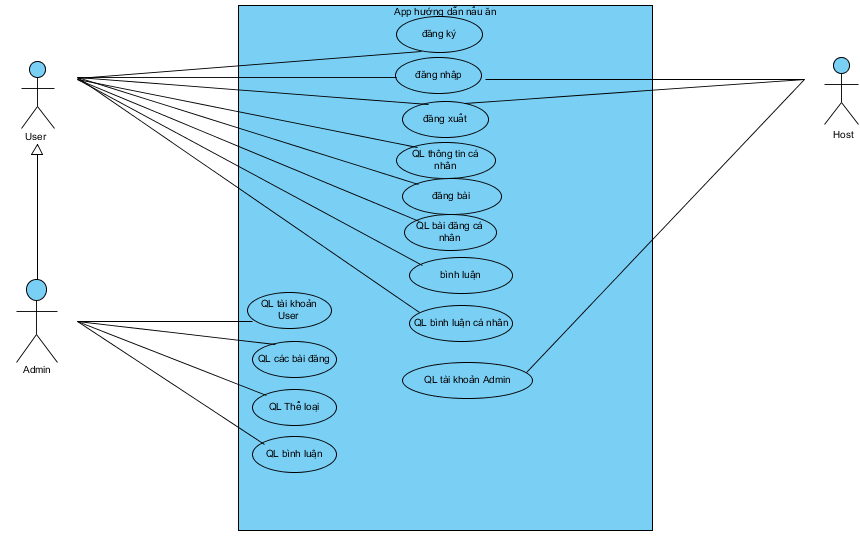 App hướng dẫn nấu ăn
đăng ký
đăng nhập
đăng xuất
QL thông tin cá
nhân
đăng bài
QL bài đăng cá
nhân
bình luận
QL bình luận cá nhân
QL tài khoản Admin
QL tài khoản
User
QL các bài đăng
QL Thể loại
QL bình luận
User
Admin
Host